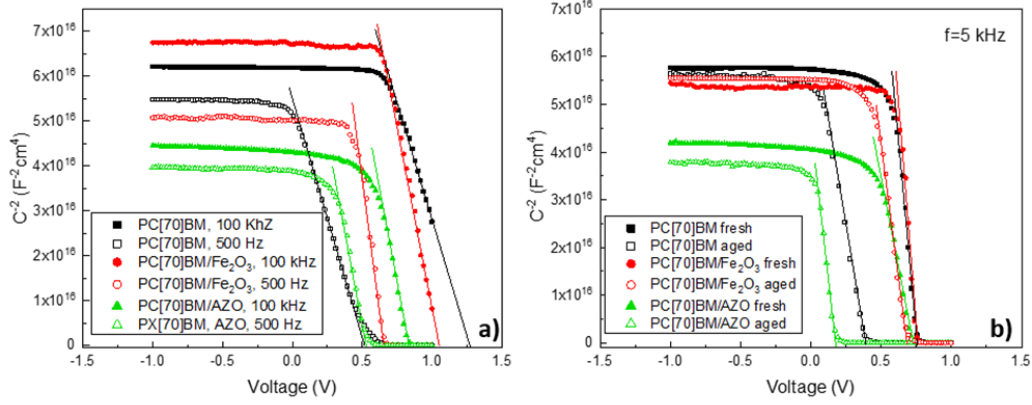 7x10¹⁶
6x10¹⁶
5x10¹⁶
4x10¹⁶
3x10¹⁶
2x10¹⁶
1x10¹⁶
0
C⁻² (F⁻²cm⁴)
PC[70]BM, 100 KhZ
PC[70]BM, 500 Hz
PC[70]BM/Fe₂O₃, 100 kHz
PC[70]BM/Fe₂O₃, 500 Hz
PC[70]BM/AZO, 100 kHz
PX[70]BM, AZO, 500 Hz
a)
-1.5 -1.0 -0.5 0.0 0.5 1.0 1.5
Voltage (V)
f=5 kHz
6x10¹⁶
5x10¹⁶
4x10¹⁶
3x10¹⁶
2x10¹⁶
1x10¹⁶
0
C⁻² (F⁻²cm⁴)
PC[70]BM fresh
PC[70]BM aged
PC[70]BM/Fe₂O₃ fresh
PC[70]BM/Fe₂O₃ aged
PC[70]BM/AZO fresh
PC[70]BM/AZO aged
b)
-1.5 -1.0 -0.5 0.0 0.5 1.0 1.5
Voltage (V)